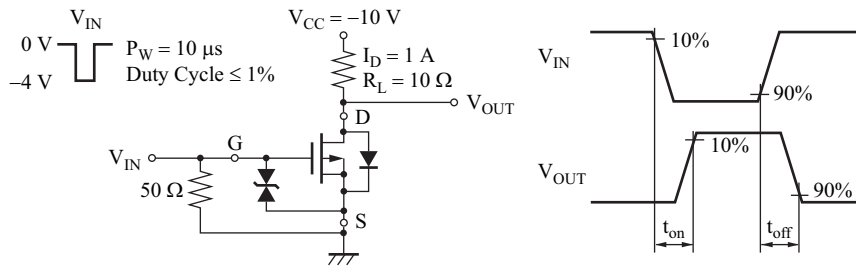 V_IN
0 V
−4 V
P_W = 10 μs
Duty Cycle ≤ 1%
V_CC = −10 V
I_D = 1 A
R_L = 10 Ω
V_OUT
D
V_IN
G
50 Ω
S
V_IN
10%
90%
V_OUT
10%
90%
t_on
t_off